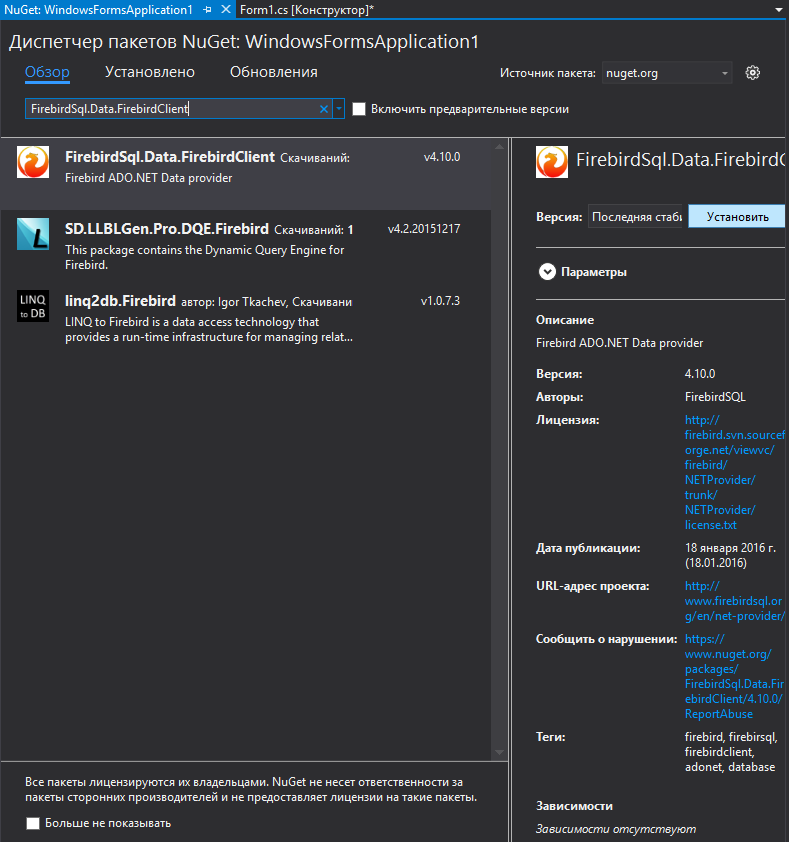 NuGet: WindowsFormsApplication1
Form1.cs [Конструктор]*
Диспетчер пакетов NuGet: WindowsFormsApplication1
Обзор Установлено Обновления
Источник пакета: nuget.org
FirebirdSql.Data.FirebirdClient
Включить предварительные версии
FirebirdSql.Data.FirebirdClient Скачиваний: v4.10.0
Firebird ADO.NET Data provider
SD.LLBLGen.Pro.DQE.Firebird Скачиваний: 1 v4.2.20151217
This package contains the Dynamic Query Engine for
Firebird.
LINQ
to DB
linq2db.Firebird автор: Igor Tkachev, Скачивани v1.0.7.3
LINQ to Firebird is a data access technology that
provides a run-time infrastructure for managing relat...
Все пакеты лицензируются их владельцами. NuGet не несет ответственности за
пакеты сторонних производителей и не предоставляет лицензии на такие пакеты.
Больше не показывать
FirebirdSql.Data.FirebirdC
Версия: Последняя стаби Установить
Параметры
Описание
Firebird ADO.NET Data provider
Версия: 4.10.0
Авторы: FirebirdSQL
Лицензия: http://
firebird.svn.sourcef
orge.net/viewvc/
firebird/
NETProvider/
trunk/
NETProvider/
license.txt
Дата публикации: 18 января 2016 г.
(18.01.2016)
URL-адрес проекта: http://
www.firebirdsql.or
g/en/net-provider/
Сообщить о нарушении: https://
www.nuget.org/
packages/
FirebirdSql.Data.Fir
ebirdClient/4.10.0/
ReportAbuse
Теги: firebird, firebirsql,
firebirdclient,
adonet, database
Зависимости
Зависимости отсутствуют